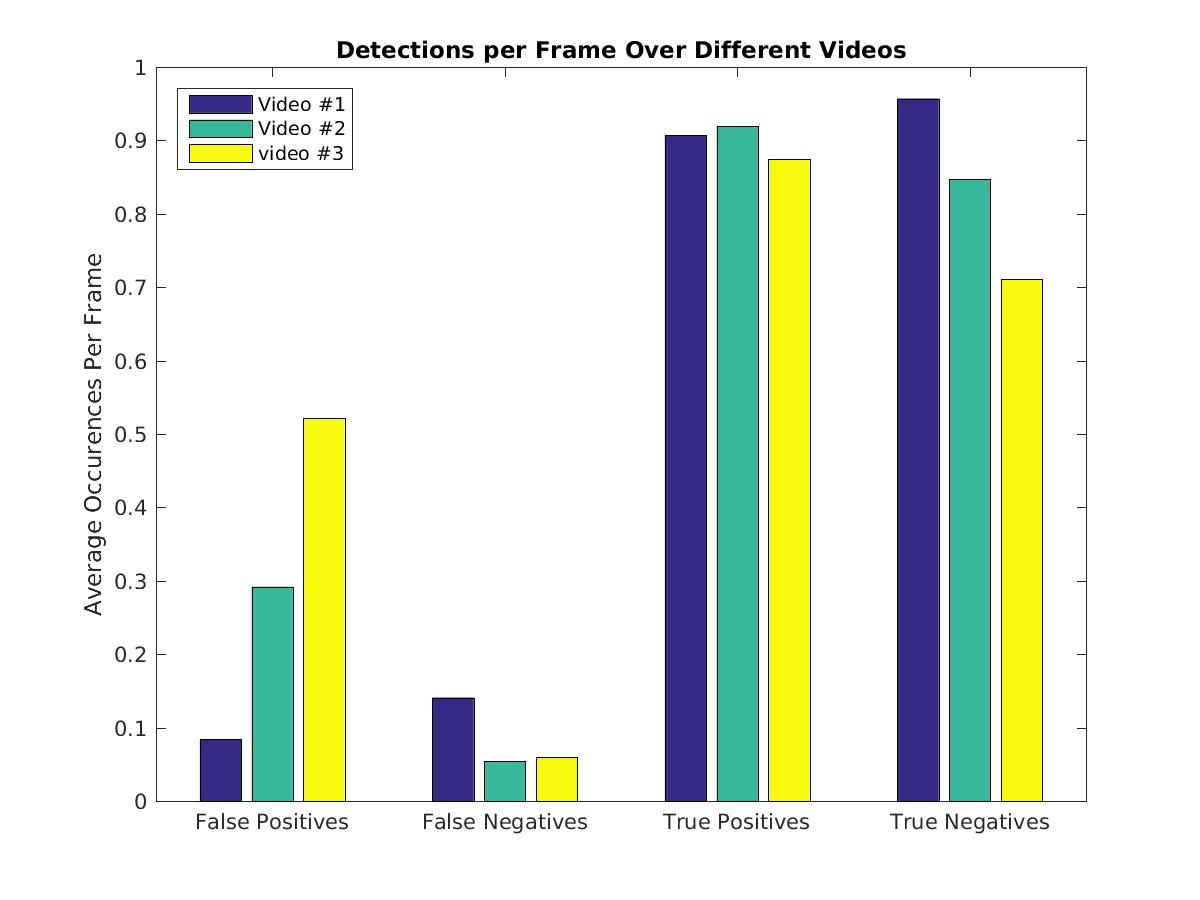 Detections per Frame Over Different Videos
1
0.9
0.8
0.7
0.6
0.5
0.4
0.3
0.2
0.1
0
Average Occurences Per Frame
Video #1
Video #2
video #3
False Positives
False Negatives
True Positives
True Negatives